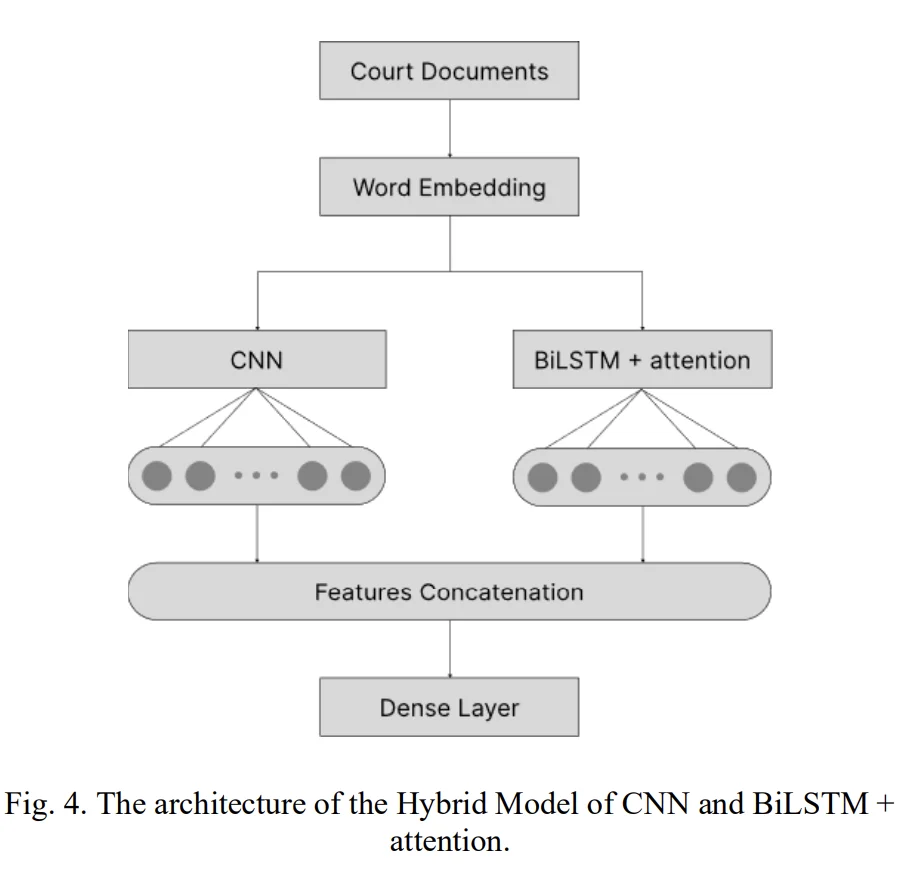 Court Documents
Word Embedding
CNN
BiLSTM + attention
Features Concatenation
Dense Layer
Fig. 4. The architecture of the Hybrid Model of CNN and BiLSTM +
attention.